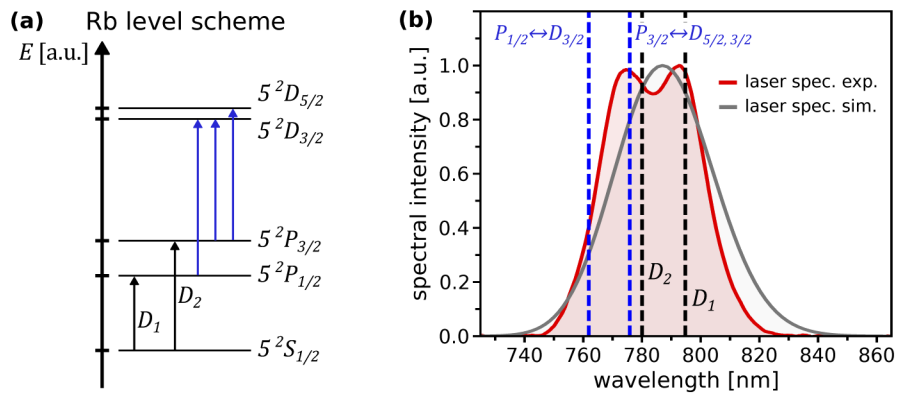 (a) Rb level scheme
E [a.u.]
5 ²D₅/₂
5 ²D₃/₂
5 ²P₃/₂
5 ²P₁/₂
D₂
D₁
5 ²S₁/₂
(b)
P₁/₂↔D₃/₂
P₃/₂↔D₅/₂, ₃/₂
1.0
0.8
0.6
0.4
0.2
0.0
spectral intensity [a.u.]
laser spec. exp.
laser spec. sim.
D₂
D₁
740 760 780 800 820 840 860
wavelength [nm]